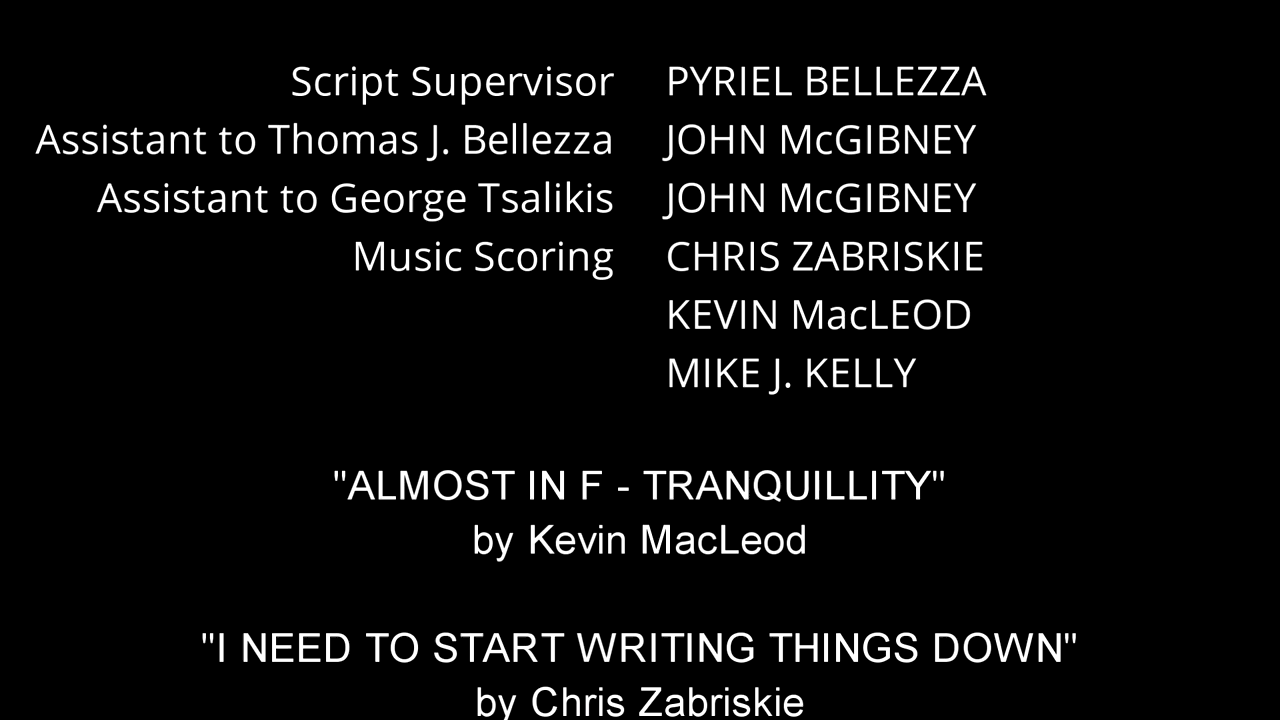 Script Supervisor PYRIEL BELLEZZA
Assistant to Thomas J. Bellezza JOHN McGIBNEY
Assistant to George Tsalikis JOHN McGIBNEY
Music Scoring CHRIS ZABRISKIE
KEVIN MacLEOD
MIKE J. KELLY
"ALMOST IN F - TRANQUILLITY"
by Kevin MacLeod
"I NEED TO START WRITING THINGS DOWN"
by Chris Zabriskie